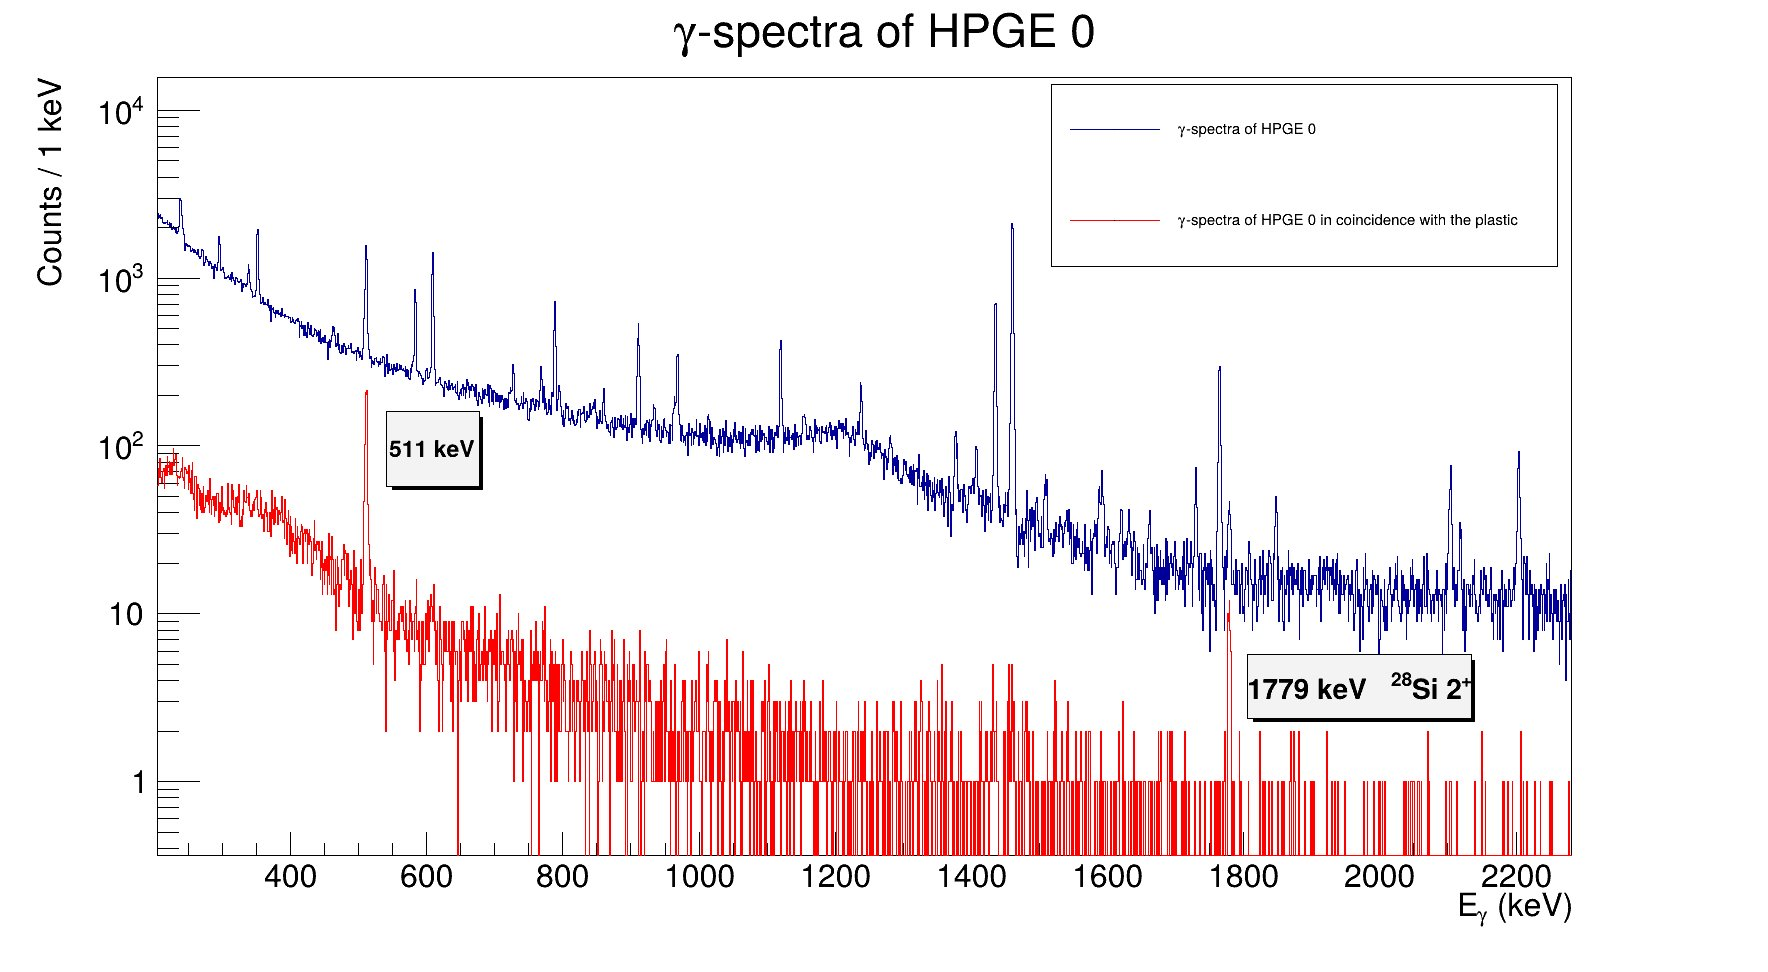 γ-spectra of HPGE 0
Counts / 1 keV
10⁴
10³
10²
10
1
γ-spectra of HPGE 0
γ-spectra of HPGE 0 in coincidence with the plastic
511 keV
1779 keV ²⁸Si 2⁺
400 600 800 1000 1200 1400 1600 1800 2000 2200
Eᵧ (keV)